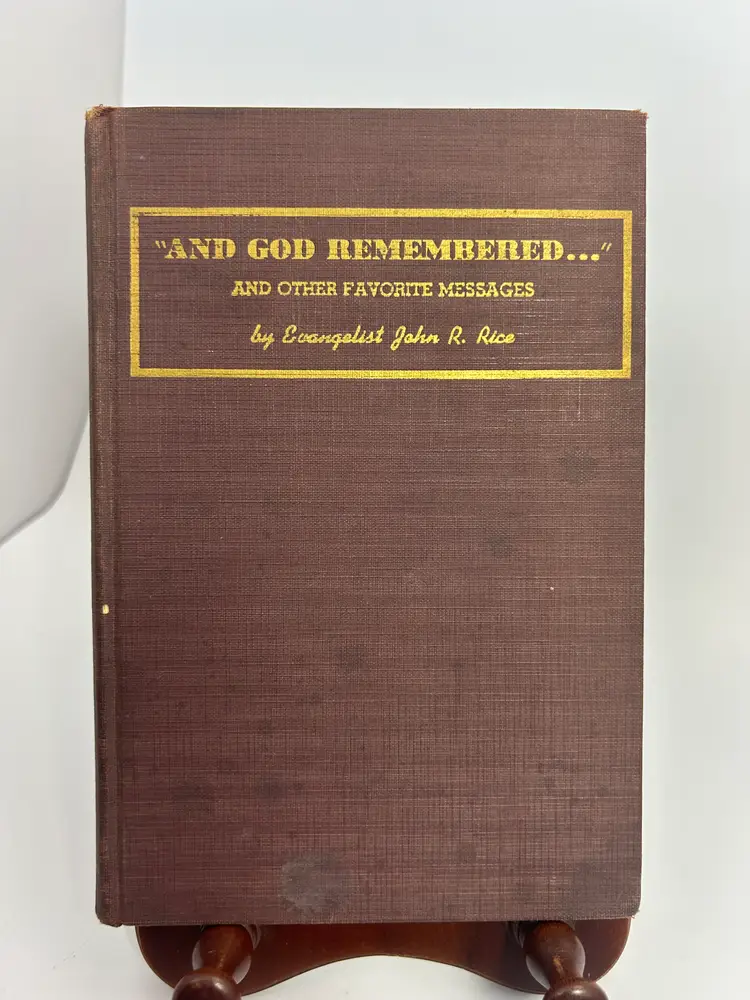 "AND GOD REMEMBERED..."
AND OTHER FAVORITE MESSAGES
by Evangelist John R. Rice